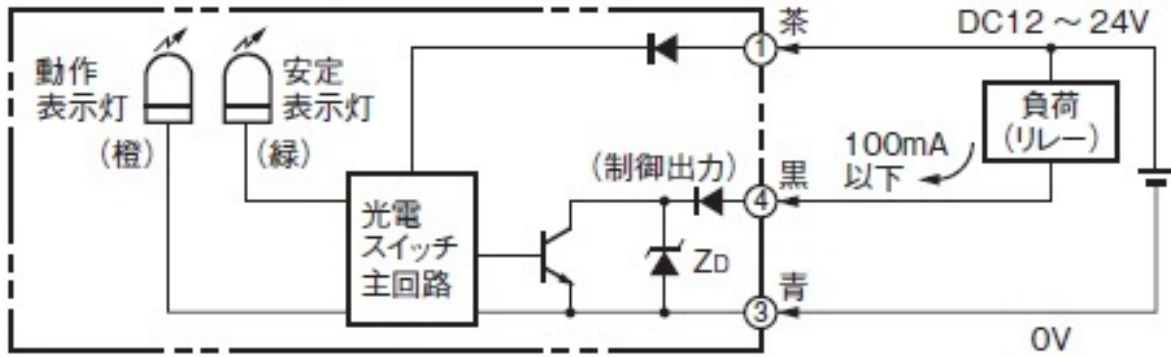 動作
表示灯
(橙)
安定
表示灯
(緑)
光電
スイッチ
主回路
(制御出力)
ZD
1
茶
4
黒
3
青
DC12 ～ 24V
負荷
(リレー)
100mA
以下
0V